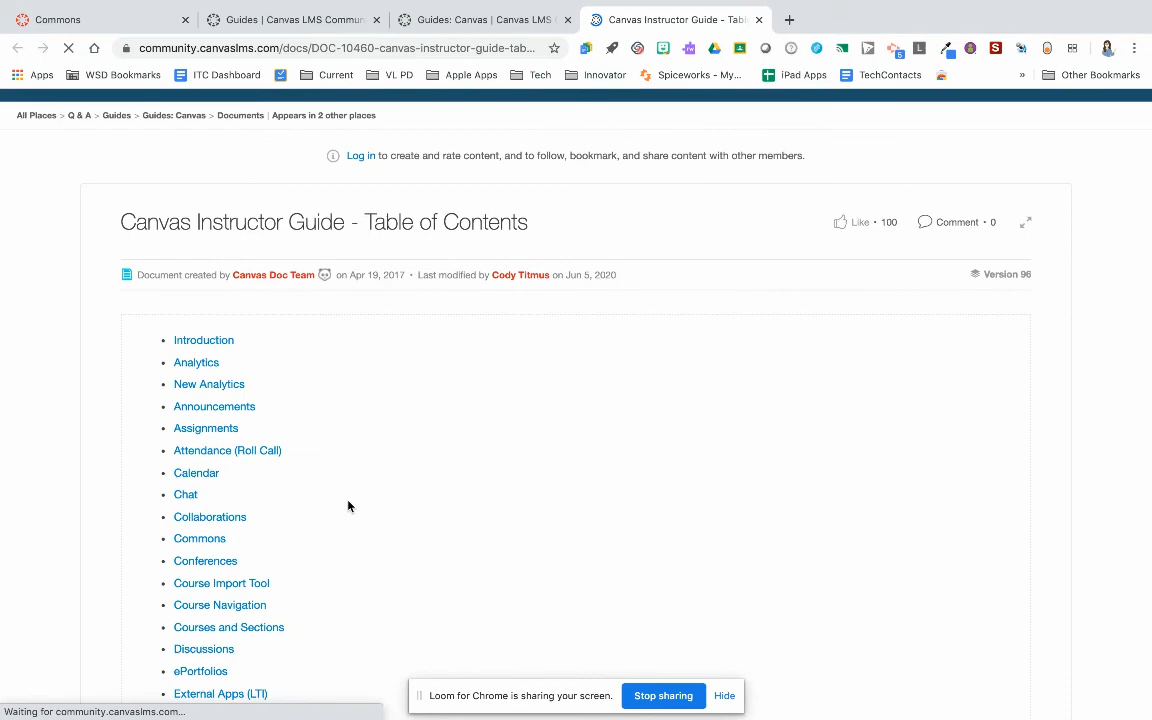 Commons
Guides | Canvas LMS Commun
Guides: Canvas | Canvas LMS
Canvas Instructor Guide - Tabl
community.canvaslms.com/docs/DOC-10460-canvas-instructor-guide-tab...
5
L
S
Apps
WSD Bookmarks
ITC Dashboard
Current
VL PD
Apple Apps
Tech
Innovator
Spiceworks - My...
iPad Apps
TechContacts
»
Other Bookmarks
All Places > Q & A > Guides > Guides: Canvas > Documents | Appears in 2 other places
Log in to create and rate content, and to follow, bookmark, and share content with other members.
Canvas Instructor Guide - Table of Contents
Like • 100
Comment • 0
Document created by Canvas Doc Team on Apr 19, 2017 • Last modified by Cody Titmus on Jun 5, 2020
Version 96
• Introduction
• Analytics
• New Analytics
• Announcements
• Assignments
• Attendance (Roll Call)
• Calendar
• Chat
• Collaborations
• Commons
• Conferences
• Course Import Tool
• Course Navigation
• Courses and Sections
• Discussions
• ePortfolios
• External Apps (LTI)
Loom for Chrome is sharing your screen.
Stop sharing
Hide
Waiting for community.canvaslms.com...